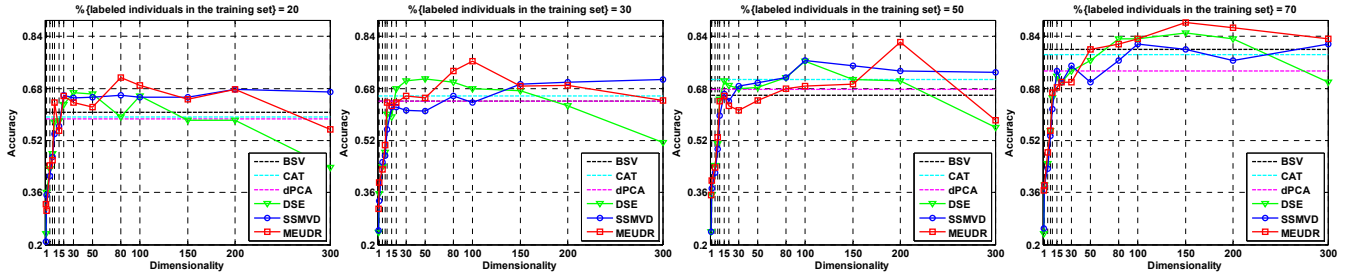 %{labeled individuals in the training set} = 20
0.84
0.68
0.52
0.36
0.2
Accuracy
1 15 30 50 80 100 150 200 300
Dimensionality
BSV
CAT
dPCA
DSE
SSMVD
MEUDR
%{labeled individuals in the training set} = 30
0.84
0.68
0.52
0.36
0.2
Accuracy
1 15 30 50 80 100 150 200 300
Dimensionality
BSV
CAT
dPCA
DSE
SSMVD
MEUDR
%{labeled individuals in the training set} = 50
0.84
0.68
0.52
0.36
0.2
Accuracy
1 15 30 50 80 100 150 200 300
Dimensionality
BSV
CAT
dPCA
DSE
SSMVD
MEUDR
%{labeled individuals in the training set} = 70
0.84
0.68
0.52
0.36
0.2
Accuracy
1 15 30 50 80 100 150 200 300
Dimensionality
BSV
CAT
dPCA
DSE
SSMVD
MEUDR